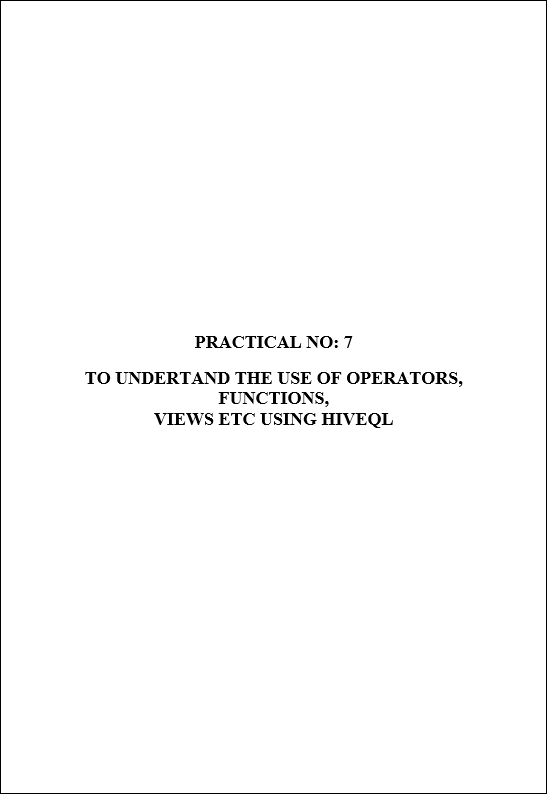 PRACTICAL NO: 7
TO UNDERTAND THE USE OF OPERATORS,
FUNCTIONS,
VIEWS ETC USING HIVEQL